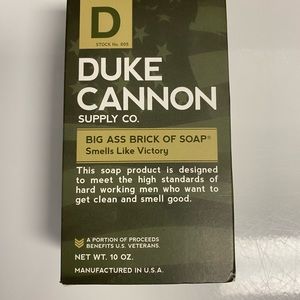 D
STOCK No. 005
DUKE
CANNON
SUPPLY CO.
BIG ASS BRICK OF SOAP®
Smells Like Victory
This soap product is designed
to meet the high standards of
hard working men who want to
get clean and smell good.
A PORTION OF PROCEEDS
BENEFITS U.S. VETERANS.
NET WT. 10 OZ.
MANUFACTURED IN U.S.A.